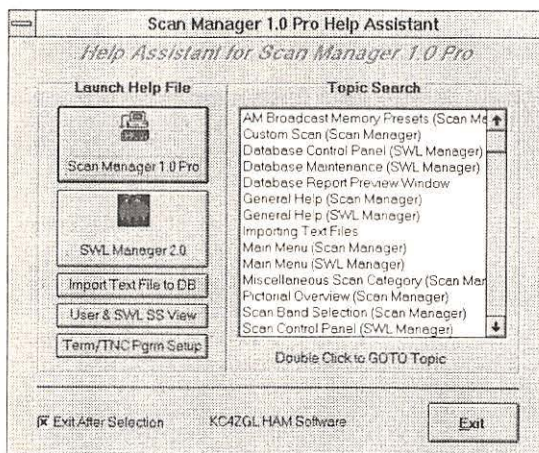 Scan Manager 1.0 Pro Help Assistant
Help Assistant for Scan Manager 1.0 Pro
Launch Help File
Scan Manager 1.0 Pro
SWL Manager 2.0
Import Text File to DB
User & SWL SS View
Term/TNC Pgrm Setup
Topic Search
AM Broadcast Memory Presets (Scan Ma
Custom Scan (Scan Manager)
Database Control Panel (SWL Manager)
Database Maintenance (SWL Manager)
Database Report Preview Window
General Help (Scan Manager)
General Help (SWL Manager)
Importing Text Files
Main Menu (Scan Manager)
Main Menu (SWL Manager)
Miscellaneous Scan Category (Scan Mar
Pictorial Overview (Scan Manager)
Scan Band Selection (Scan Manager)
Scan Control Panel (SWL Manager)
Double Click to GOTO Topic
Exit After Selection
KC4ZGL HAM Software
Exit